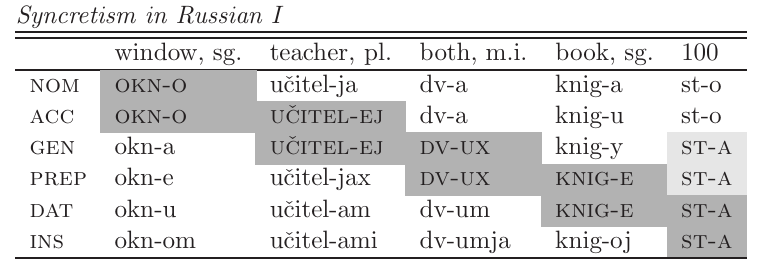 Syncretism in Russian I
window, sg. teacher, pl. both, m.i. book, sg. 100
NOM OKN-O učitel-ja dv-a knig-a st-o
ACC OKN-O UČITEL-EJ dv-a knig-u st-o
GEN okn-a UČITEL-EJ DV-UX knig-y ST-A
PREP okn-e učitel-jax DV-UX KNIG-E ST-A
DAT okn-u učitel-am dv-um KNIG-E ST-A
INS okn-om učitel-ami dv-umja knig-oj ST-A